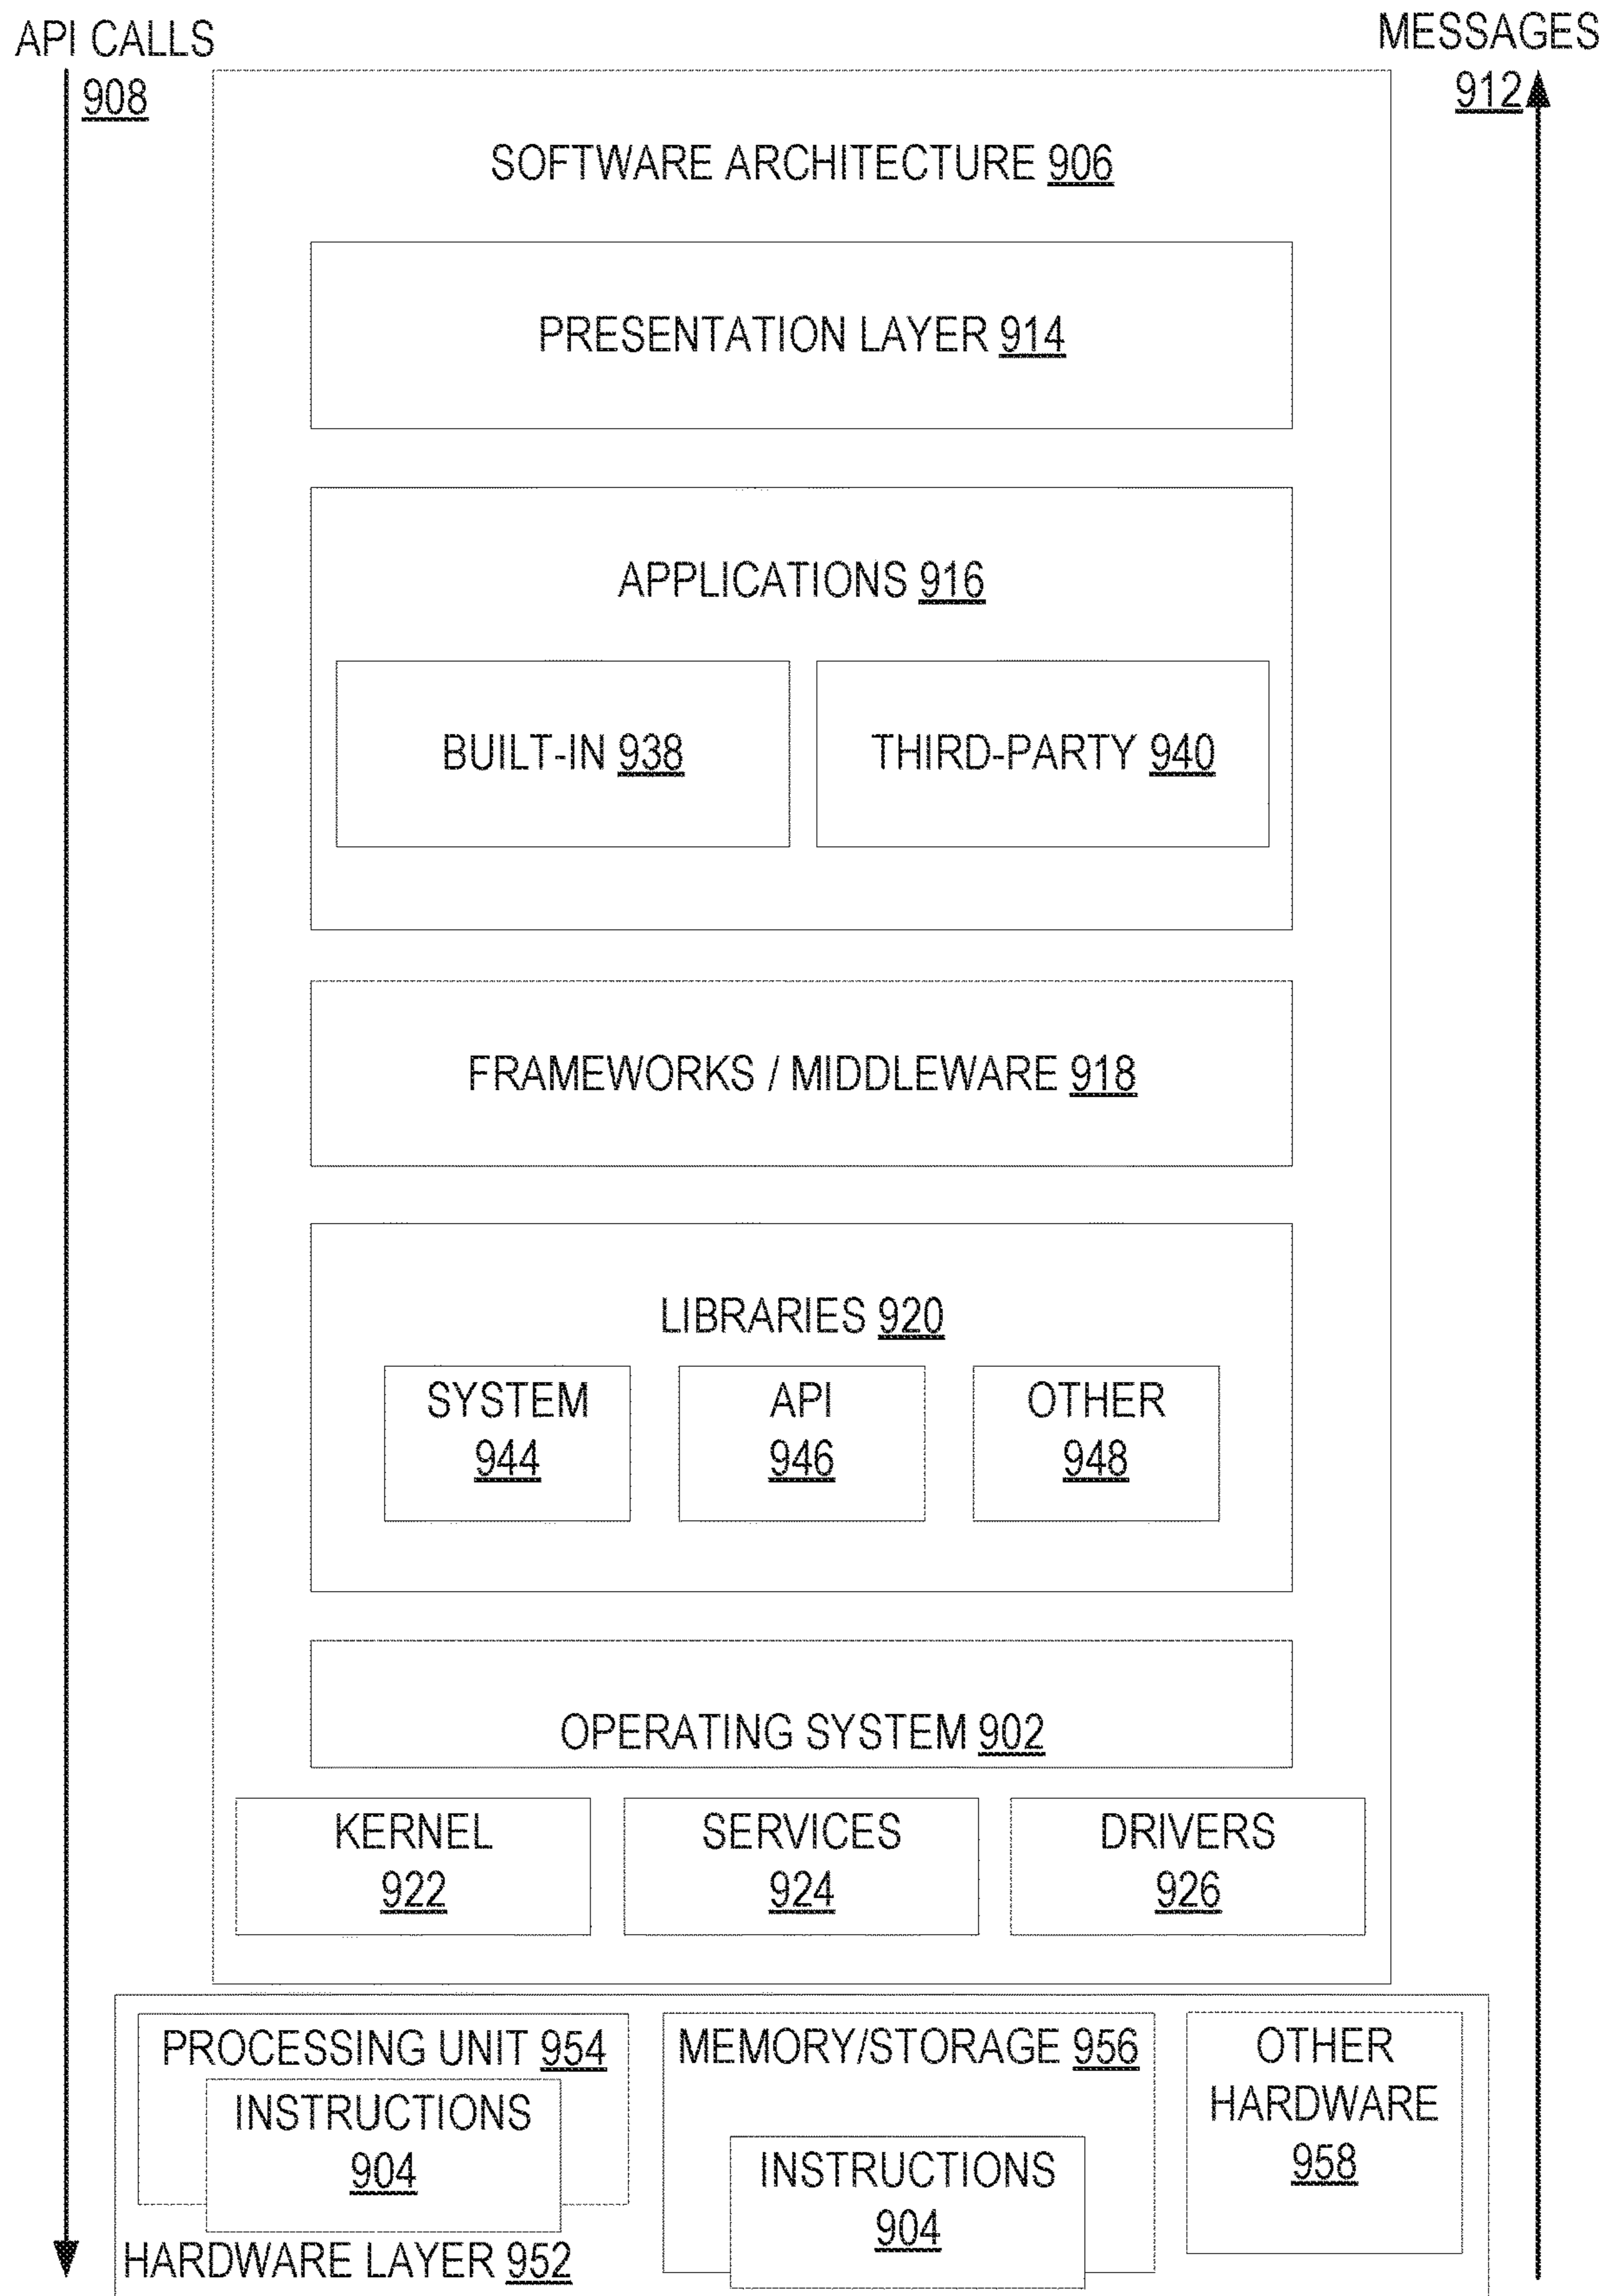 API CALLS
908
MESSAGES
912
SOFTWARE ARCHITECTURE 906
PRESENTATION LAYER 914
APPLICATIONS 916
BUILT-IN 938
THIRD-PARTY 940
FRAMEWORKS / MIDDLEWARE 918
LIBRARIES 920
SYSTEM
944
API
946
OTHER
948
OPERATING SYSTEM 902
KERNEL
922
SERVICES
924
DRIVERS
926
PROCESSING UNIT 954
INSTRUCTIONS
904
MEMORY/STORAGE 956
INSTRUCTIONS
904
OTHER
HARDWARE
958
HARDWARE LAYER 952